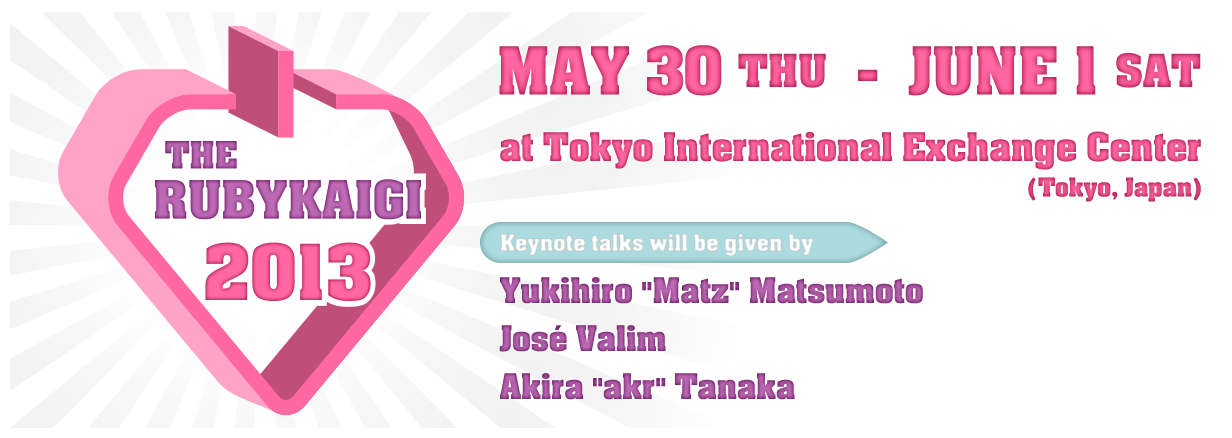 THE
RUBYKAIGI
2013
MAY 30 THU - JUNE 1 SAT
at Tokyo International Exchange Center
(Tokyo, Japan)
Keynote talks will be given by
Yukihiro "Matz" Matsumoto
José Valim
Akira "akr" Tanaka